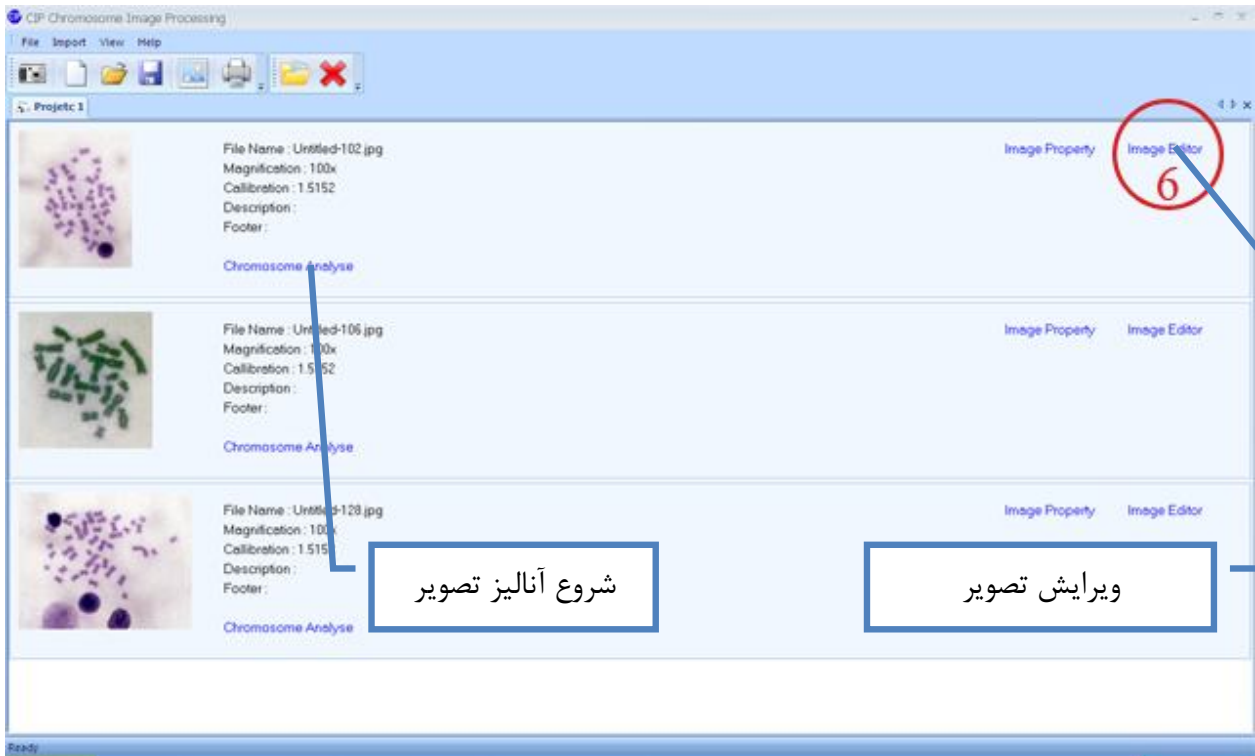 CIP Chromosome Image Processing
File Import View Help
Projetc 1
File Name : Untitled-102.jpg
Magnification : 100x
Callibration : 1.5152
Description :
Footer :
Chromosome Analyse
Image Property Image Editor
6
File Name : Untitled-106.jpg
Magnification : 100x
Callibration : 1.5152
Description :
Footer :
Chromosome Analyse
Image Property Image Editor
File Name : Untitled-128.jpg
Magnification : 100x
Callibration : 1.5152
Description :
Footer :
Chromosome Analyse
Image Property Image Editor
شروع آنالیز تصویر
ویرایش تصویر
Ready